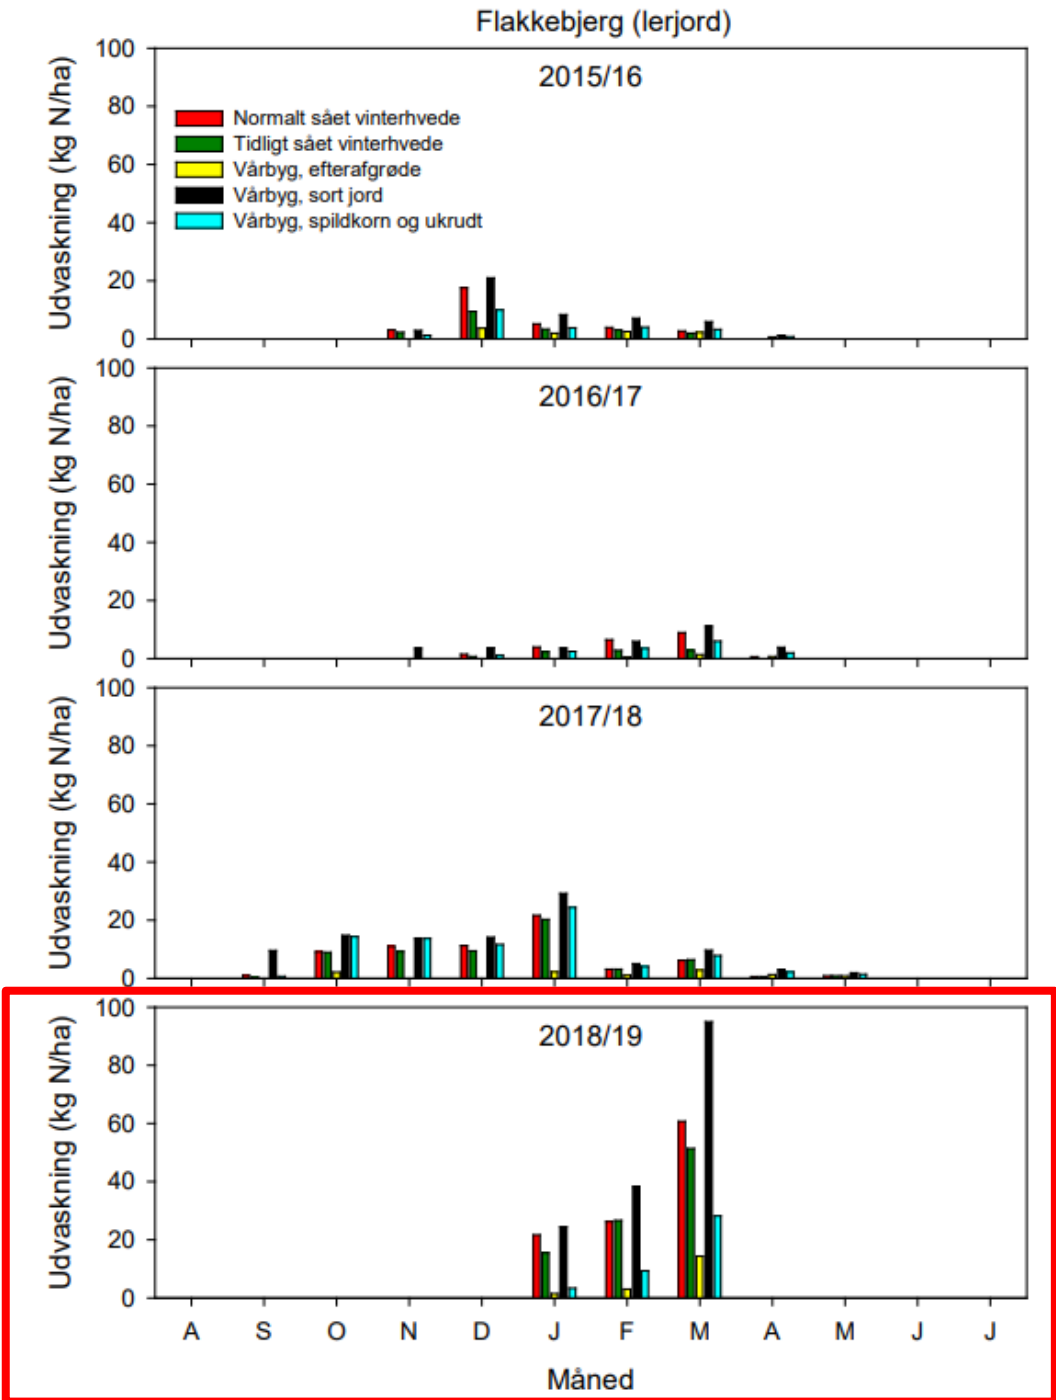 Flakkebjerg (lerjord)
2015/16
Udvaskning (kg N/ha)
100
80
60
40
20
0
Normalt sået vinterhvede
Tidligt sået vinterhvede
Vårbyg, efterafgrøde
Vårbyg, sort jord
Vårbyg, spildkorn og ukrudt
2016/17
Udvaskning (kg N/ha)
100
80
60
40
20
0
2017/18
Udvaskning (kg N/ha)
100
80
60
40
20
0
2018/19
Udvaskning (kg N/ha)
100
80
60
40
20
0
A S O N D J F M A M J J
Måned